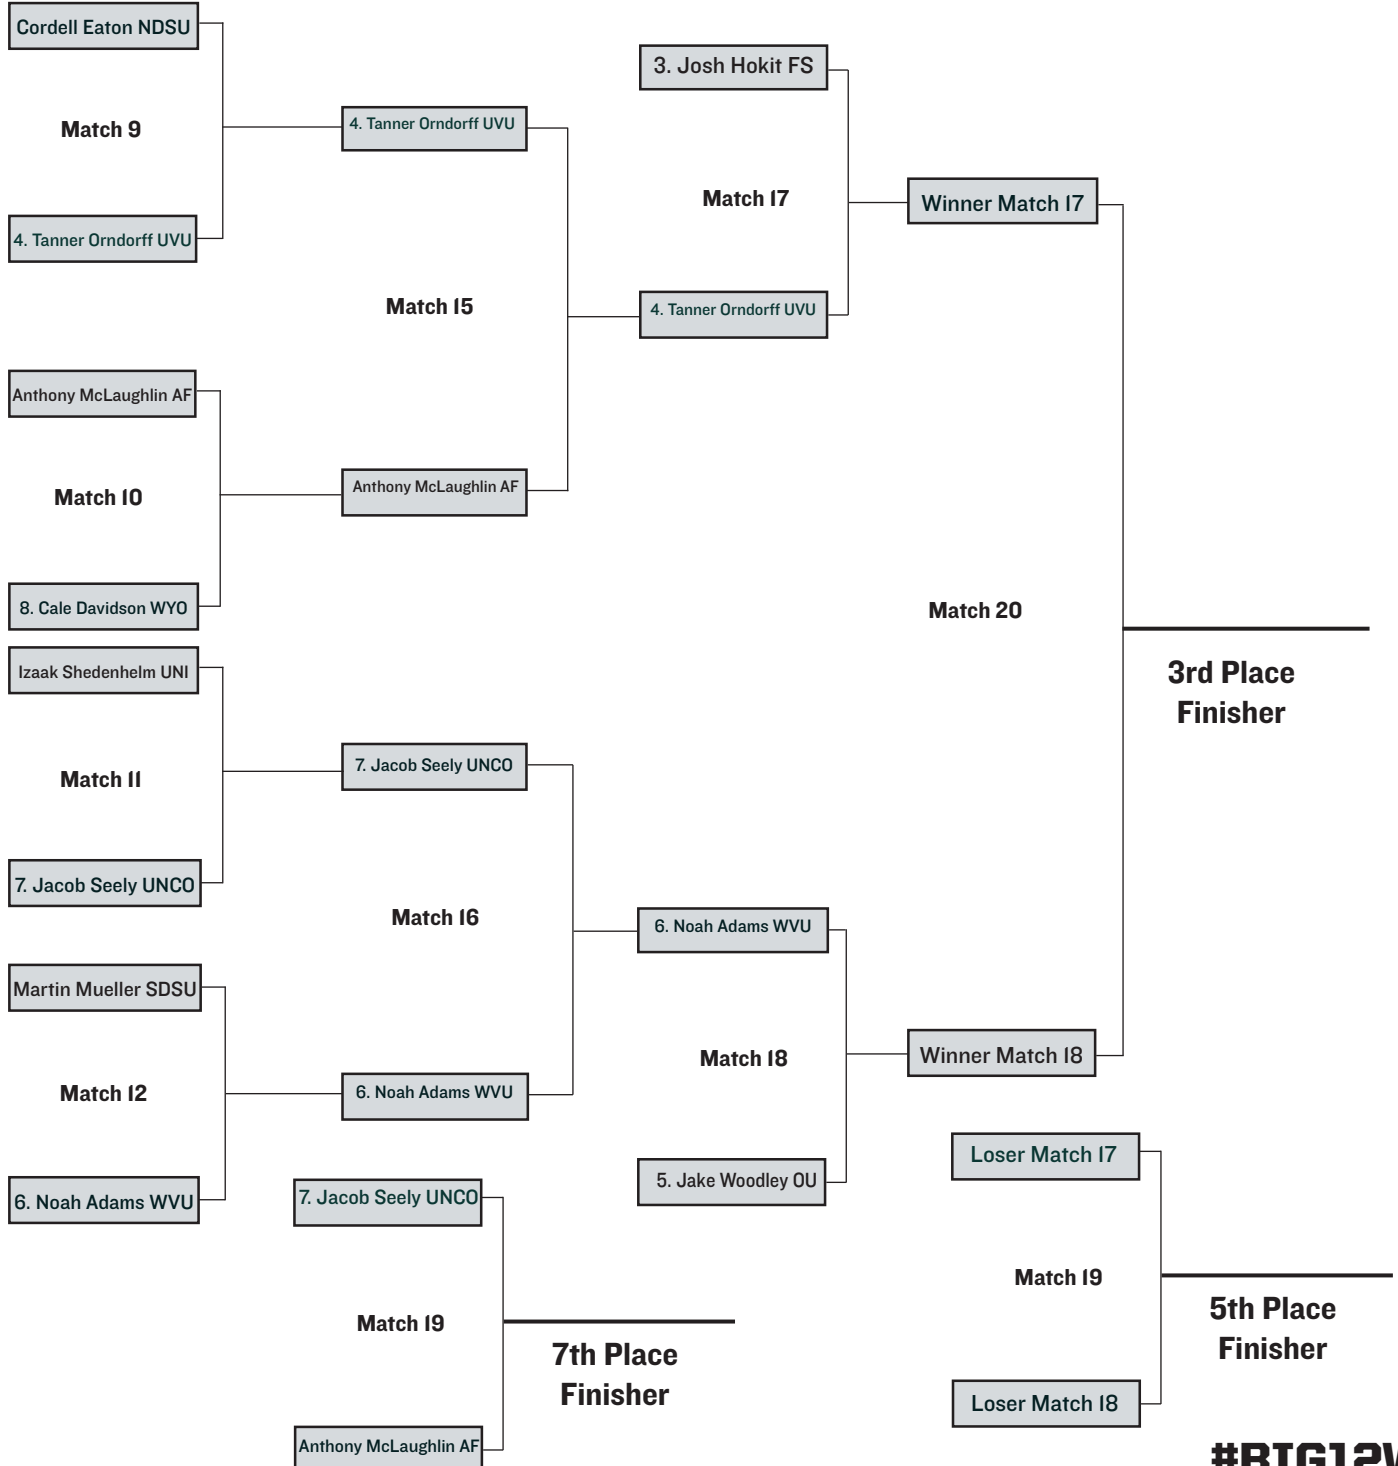 Cordell Eaton NDSU
Match 9
4. Tanner Orndorff UVU
4. Tanner Orndorff UVU
Match 15
Anthony McLaughlin AF
Match 10
Anthony McLaughlin AF
8. Cale Davidson WYO
3. Josh Hokit FS
Match 17
4. Tanner Orndorff UVU
Winner Match 17
Match 20
3rd Place
Finisher
Izaak Shedenhelm UNI
Match 11
7. Jacob Seely UNCO
7. Jacob Seely UNCO
Match 16
Martin Mueller SDSU
Match 12
6. Noah Adams WVU
6. Noah Adams WVU
6. Noah Adams WVU
Match 18
5. Jake Woodley OU
Winner Match 18
7. Jacob Seely UNCO
Match 19
Anthony McLaughlin AF
7th Place
Finisher
Loser Match 17
Match 19
Loser Match 18
5th Place
Finisher